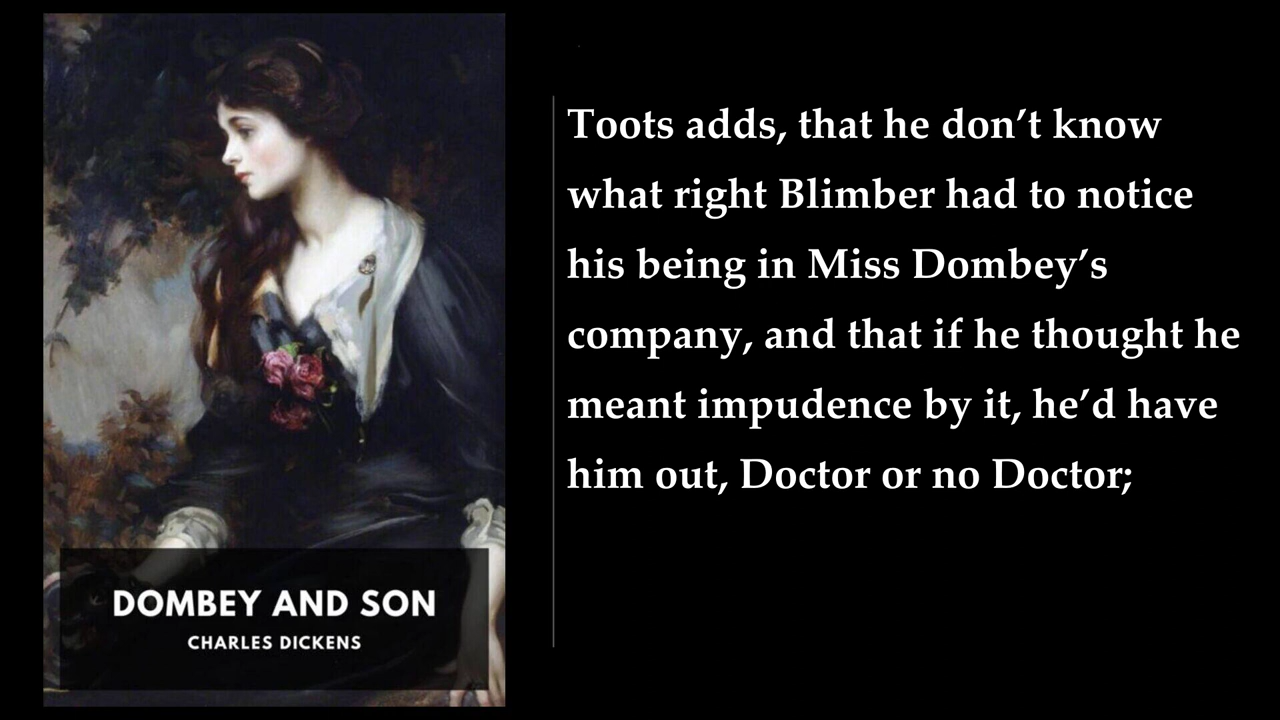 Toots adds, that he don’t know
what right Blimber had to notice
his being in Miss Dombey’s
company, and that if he thought he
meant impudence by it, he’d have
him out, Doctor or no Doctor;
DOMBEY AND SON
CHARLES DICKENS